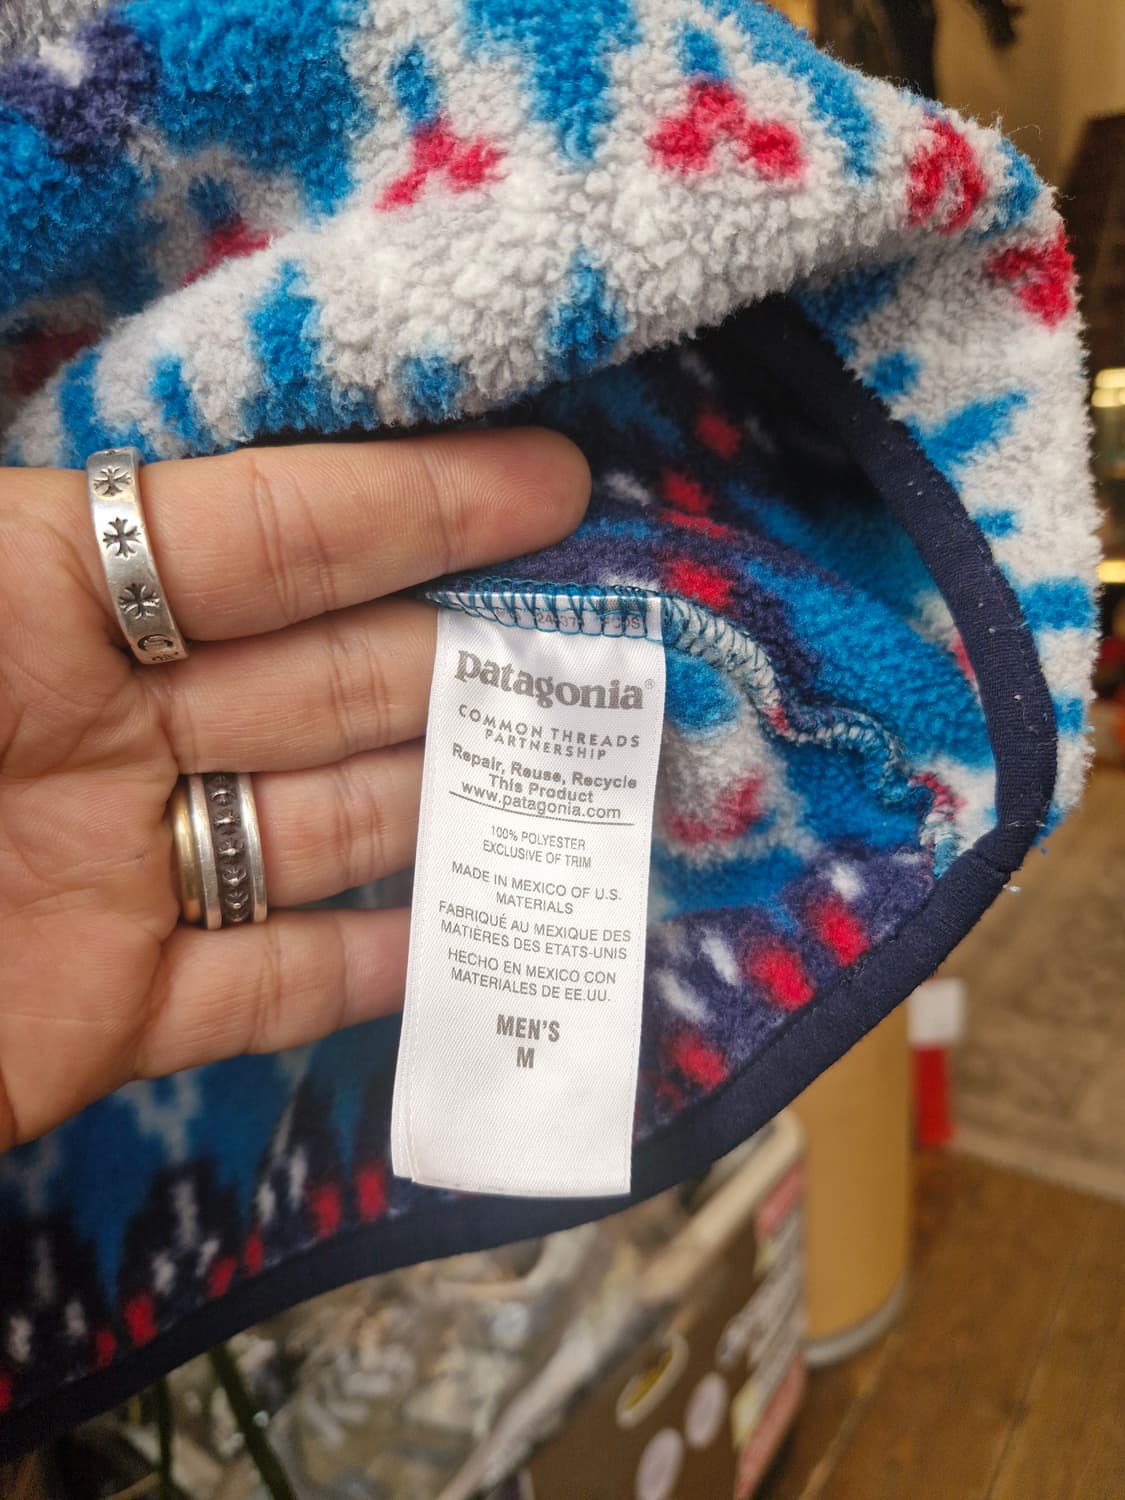 patagonia®
COMMON THREADS
PARTNERSHIP
Repair, Reuse, Recycle
This Product
www.patagonia.com
100% POLYESTER
EXCLUSIVE OF TRIM
MADE IN MEXICO OF U.S.
MATERIALS
FABRIQUÉ AU MEXIQUE DES
MATIÈRES DES ETATS-UNIS
HECHO EN MEXICO CON
MATERIALES DE EE.UU.
MEN'S
M